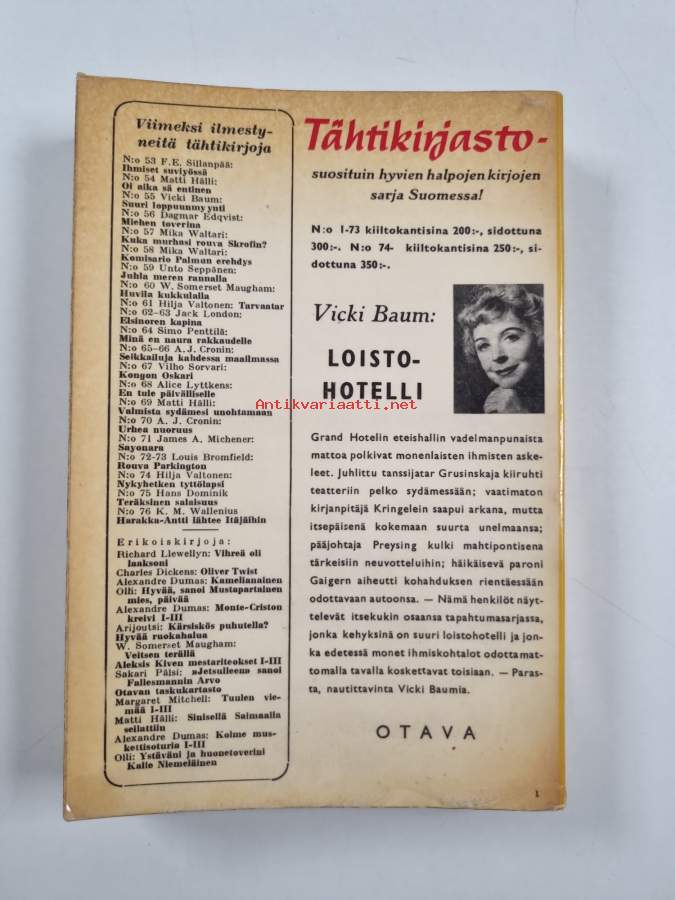 Viimeksi ilmesty-
neitä tähtikirjoja
N:o 53 F.E. Sillanpää:
Ihmiset suviyössä
N:o 54 Matti Hälli:
Oi aika sä entinen
N:o 55 Vicki Baum:
Suuri loppuunmyynti
N:o 56 Dagmar Edqvist:
Miehen toverina
N:o 57 Mika Waltari:
Kuka murhasi rouva Skrofin?
N:o 58 Mika Waltari:
Komisario Palmun erehdys
N:o 59 Unto Seppänen:
Juhla meren rannalla
N:o 60 W. Somerset Maugham:
Huvila kukkulalla
N:o 61 Hilja Valtonen: Tarvantar
N:o 62-63 Jack London:
Elsinoren kapina
N:o 64 Simo Penttilä:
Minä en naura rakkaudelle
N:o 65-66 A.J. Cronin:
Seikkailuja kahdessa maailmassa
N:o 67 Vilho Sorvari:
Kongon Oskari
N:o 68 Alice Lyttkens:
En tule päivälliselle
N:o 69 Matti Hälli:
Valmista sydämesi unohtamaan
N:o 70 A. J. Cronin:
Urhea nuoruus
N:o 71 James A. Michener:
Sayonara
N:o 72-73 Louis Bromfield:
Rouva Parkington
N:o 74 Hilja Valtonen:
Nykyhetken tyttölapsi
N:o 75 Hans Dominik
Teräksinen salaisuus
N:o 76 K. M. Wallenius
Harakka-Antti lähtee Itäjäihin
Erikoiskirjoja:
Richard Llewellyn: Vihreä oli
laaksoni
Charles Dickens: Oliver Twist
Alexandre Dumas: Kamelianainen
Olli: Hyvää, sanoi Mustapartainen
mies, päivää
Alexandre Dumas: Monte-Criston
kreivi I-III
Arijoutsi: Kärsiskös puhutella?
Hyvää ruokahalua
W. Somerset Maugham:
Veitsen terällä
Aleksis Kiven mestariteokset I-III
Sakari Pälsi: »Jetsulleen» sanoi
Fallesmannin Arvo
Otavan taskukartasto
Margaret Mitchell: Tuulen vie-
mää I-III
Matti Hälli: Sinisellä Saimaalla
seilattiin
Alexandre Dumas: Kolme mus-
kettisoturia I-III
Olli: Ystäväni ja huonetoverini
Kalle Niemeläinen
Tähtikirjasto-
suosituin hyvien halpojen kirjojen
sarja Suomessa!
N:o 1-73 kiiltokantisina 200:-, sidottuna
300:-. N:o 74- kiiltokantisina 250:-, si-
dottuna 350:-.
Vicki Baum:
LOISTO-
HOTELLI
Antikvariaatti.net
Grand Hotelin eteishallin vadelmanpunaista
mattoa polkivat monenlaisten ihmisten aske-
leet. Juhlittu tanssijatar Grusinskaja kiiruhti
teatteriin pelko sydämessään; vaatimaton
kirjanpitäjä Kringelein saapui arkana, mutta
itsepäisenä kokemaan suurta unelmaansa;
pääjohtaja Preysing kulki mahtipontisena
tärkeisiin neuvotteluihin; häikäisevä paroni
Gaigern aiheutti kohahduksen rientäessään
odottavaan autoonsa. — Nämä henkilöt näyt-
televät itsekukin osaansa tapahtumasarjassa,
jonka kehyksinä on suuri loistohotelli ja jon-
ka edetessä monet ihmiskohtalot odottamat-
tomalla tavalla koskettavat toisiaan. — Paras-
ta, nautittavinta Vicki Baumia.
OTAVA
1